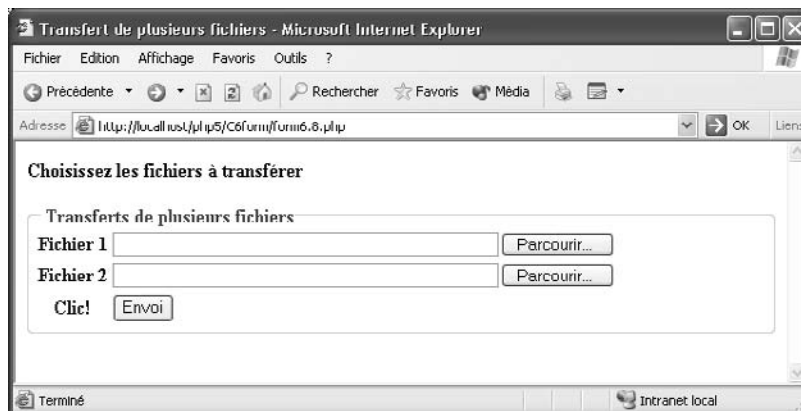 Transfert de plusieurs fichiers - Microsoft Internet Explorer
Fichier Edition Affichage Favoris Outils ?
Précédente Rechercher Favoris Média
Adresse http://localhost/php5/C6form/form6.8.php OK Liens
Choisissez les fichiers à transférer
Transferts de plusieurs fichiers
Fichier 1 Parcourir...
Fichier 2 Parcourir...
Clic! Envoi
Terminé Intranet local